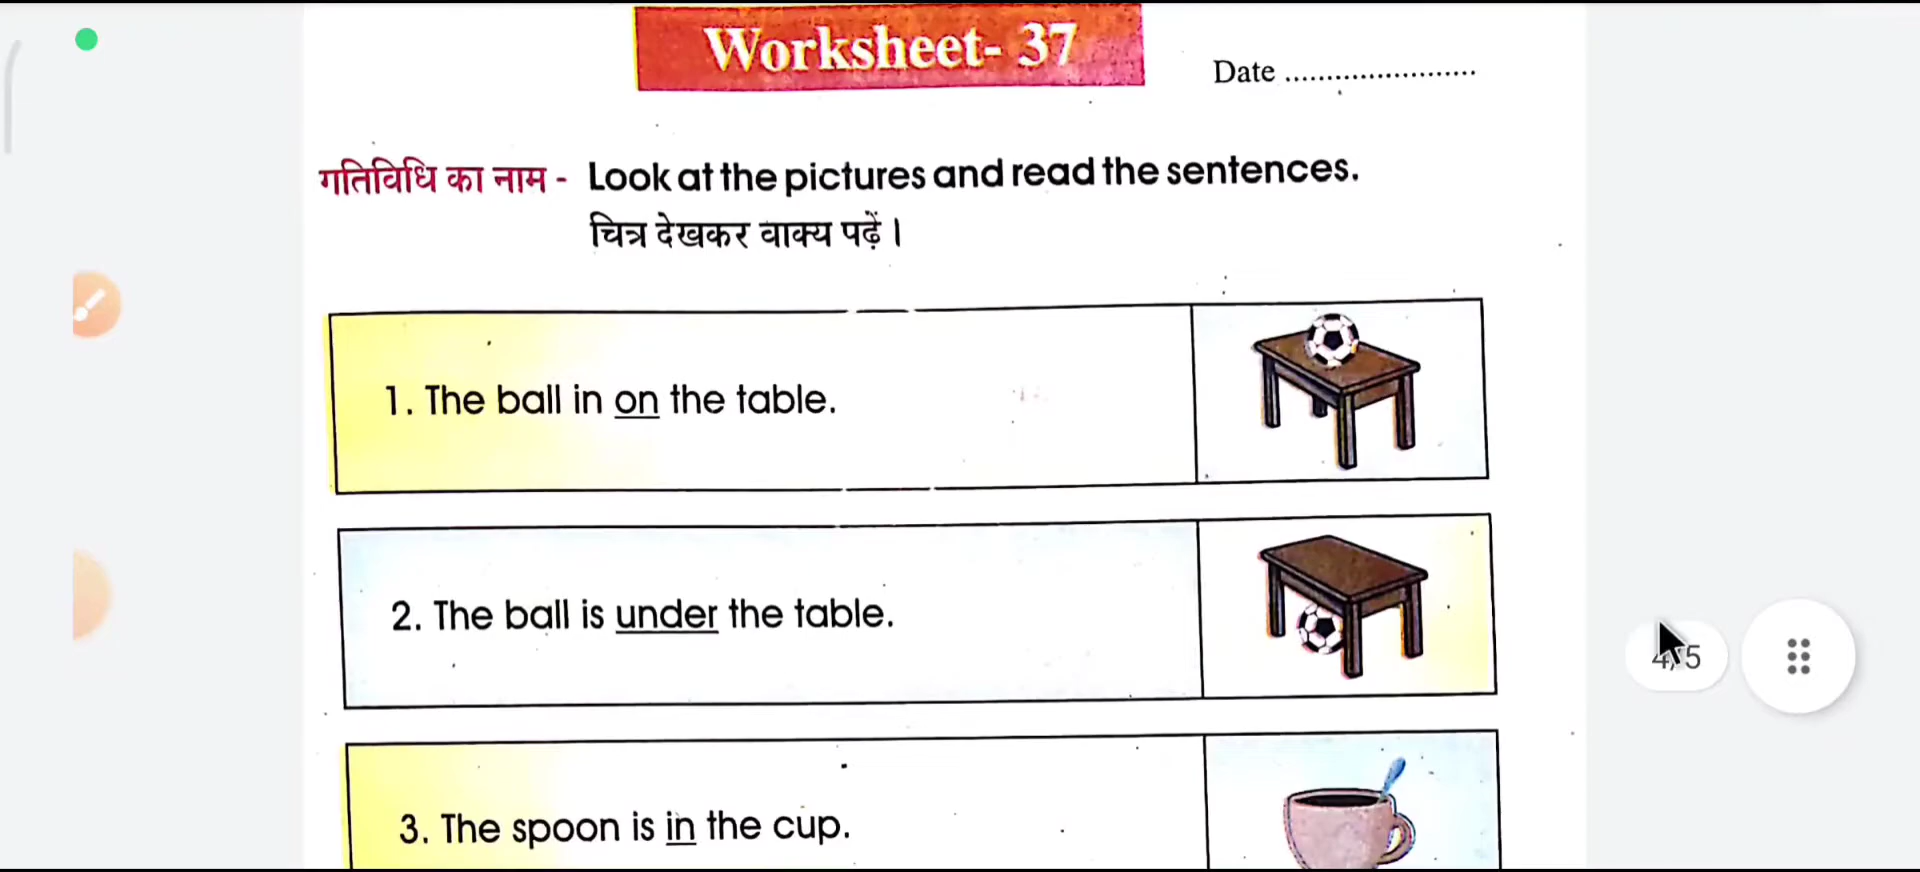 Worksheet- 37
Date .......................
गतिविधि का नाम - Look at the pictures and read the sentences.
चित्र देखकर वाक्य पढ़ें।
1. The ball in on the table.
2. The ball is under the table.
3. The spoon is in the cup.